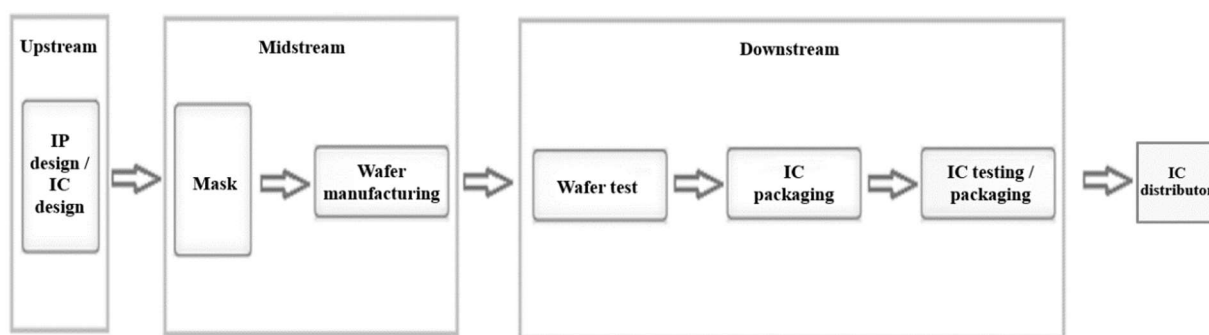 Upstream
IP
design /
IC
design
Midstream
Mask
Wafer
manufacturing
Downstream
Wafer test
IC
packaging
IC testing /
packaging
IC
distributor